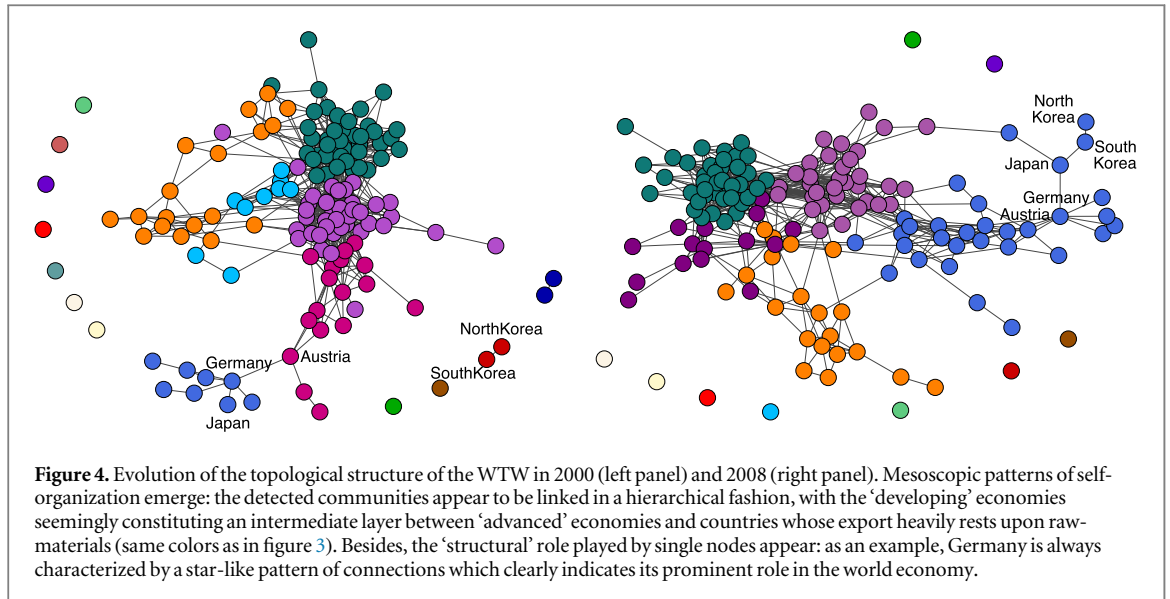 North
Korea
South
Korea
Japan
Germany
Austria
NorthKorea
Germany
Austria
SouthKorea
Japan
Figure 4. Evolution of the topological structure of the WTW in 2000 (left panel) and 2008 (right panel). Mesoscopic patterns of self-
organization emerge: the detected communities appear to be linked in a hierarchical fashion, with the ‘developing’ economies
seemingly constituting an intermediate layer between ‘advanced’ economies and countries whose export heavily rests upon raw-
materials (same colors as in figure 3). Besides, the ‘structural’ role played by single nodes appear: as an example, Germany is always
characterized by a star-like pattern of connections which clearly indicates its prominent role in the world economy.